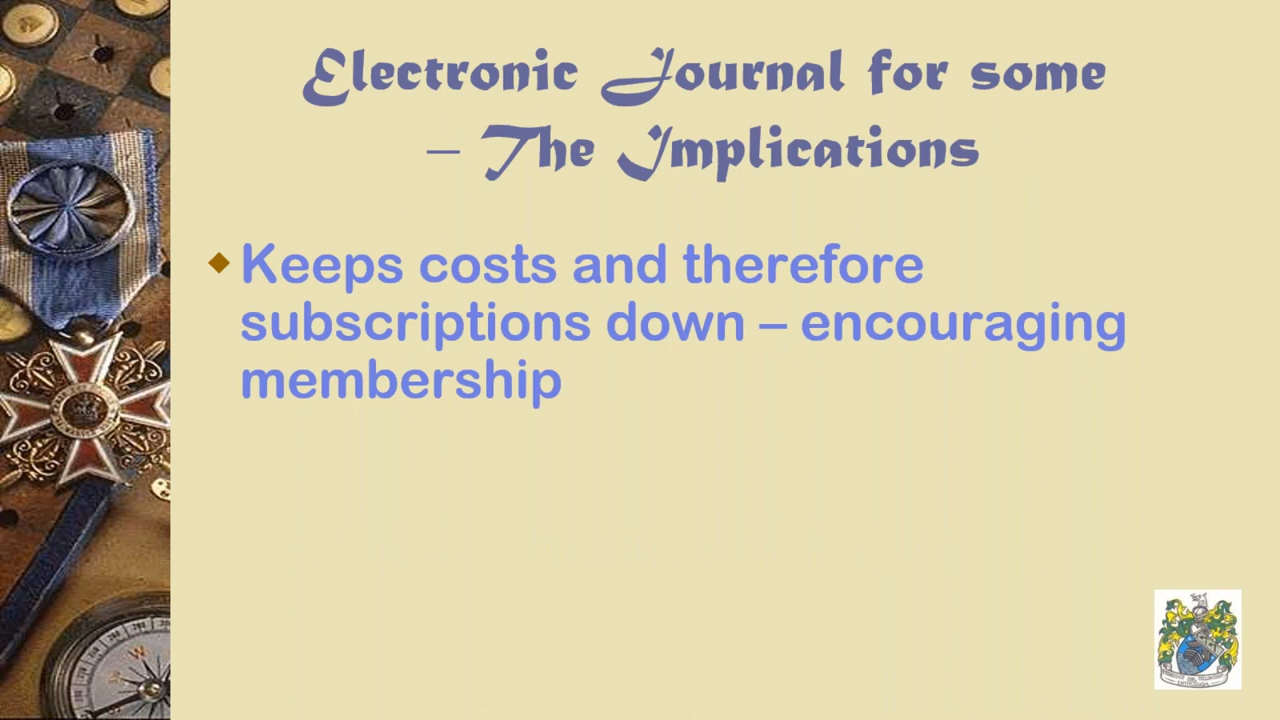 Electronic Journal for some
– The Implications
Keeps costs and therefore
subscriptions down – encouraging
membership